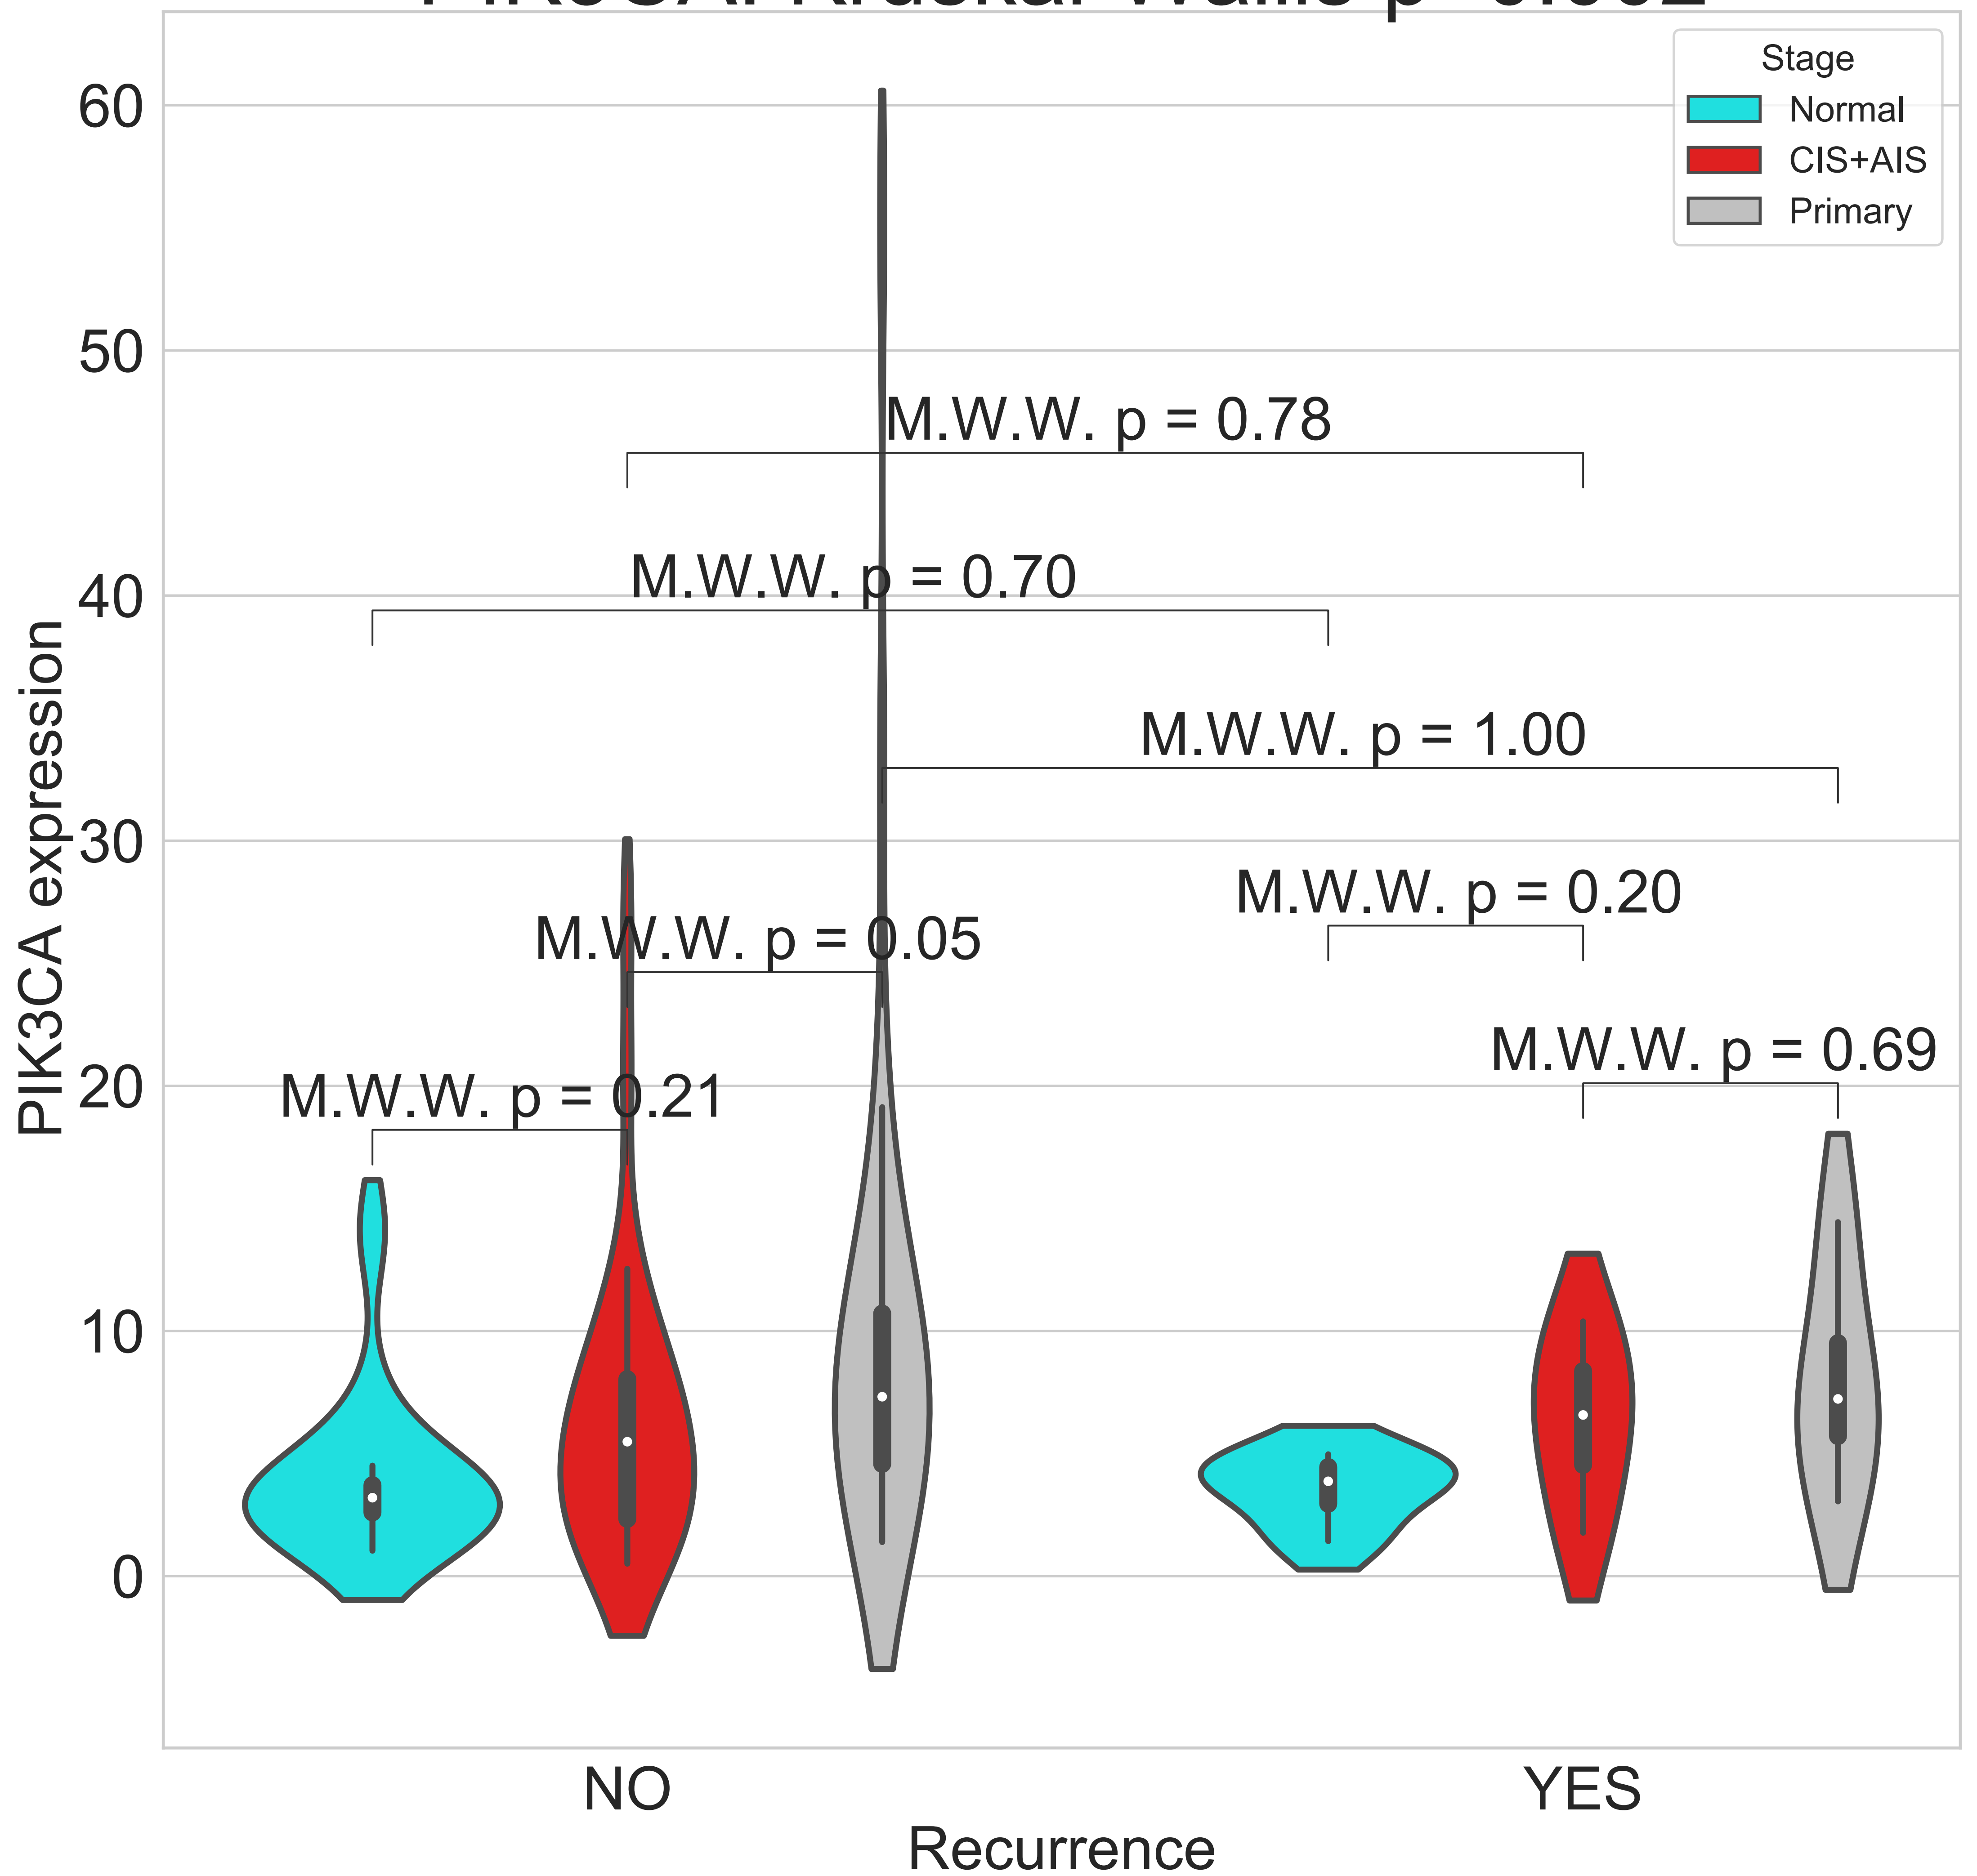 Stage
Normal
CIS+AIS
Primary
60
50
40
30
20
10
0
PIK3CA expression
M.W.W. p = 0.78
M.W.W. p = 0.70
M.W.W. p = 1.00
M.W.W. p = 0.20
M.W.W. p = 0.05
M.W.W. p = 0.69
M.W.W. p = 0.21
NO
YES
Recurrence